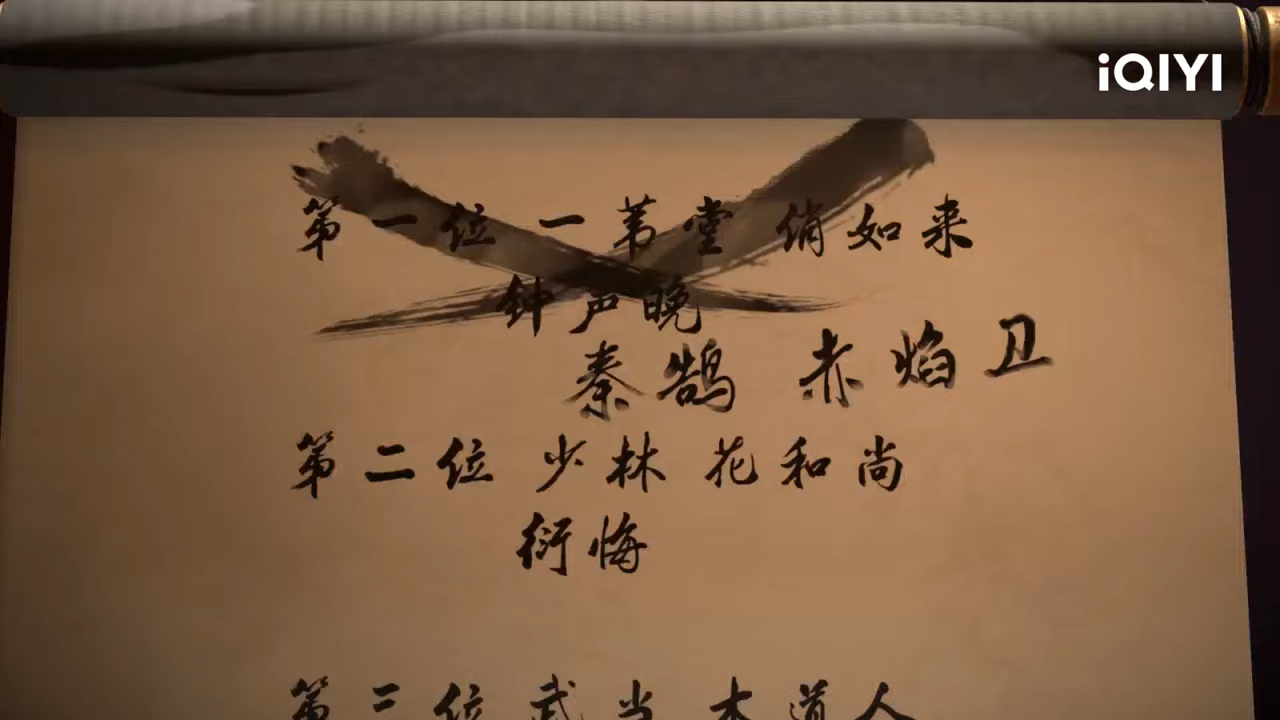 iQIYI
第一位 一苇堂 俏如来
钟声晚
秦鹄 赤焰卫
第二位 少林 花和尚
衍悔
第三位 武当 木道人